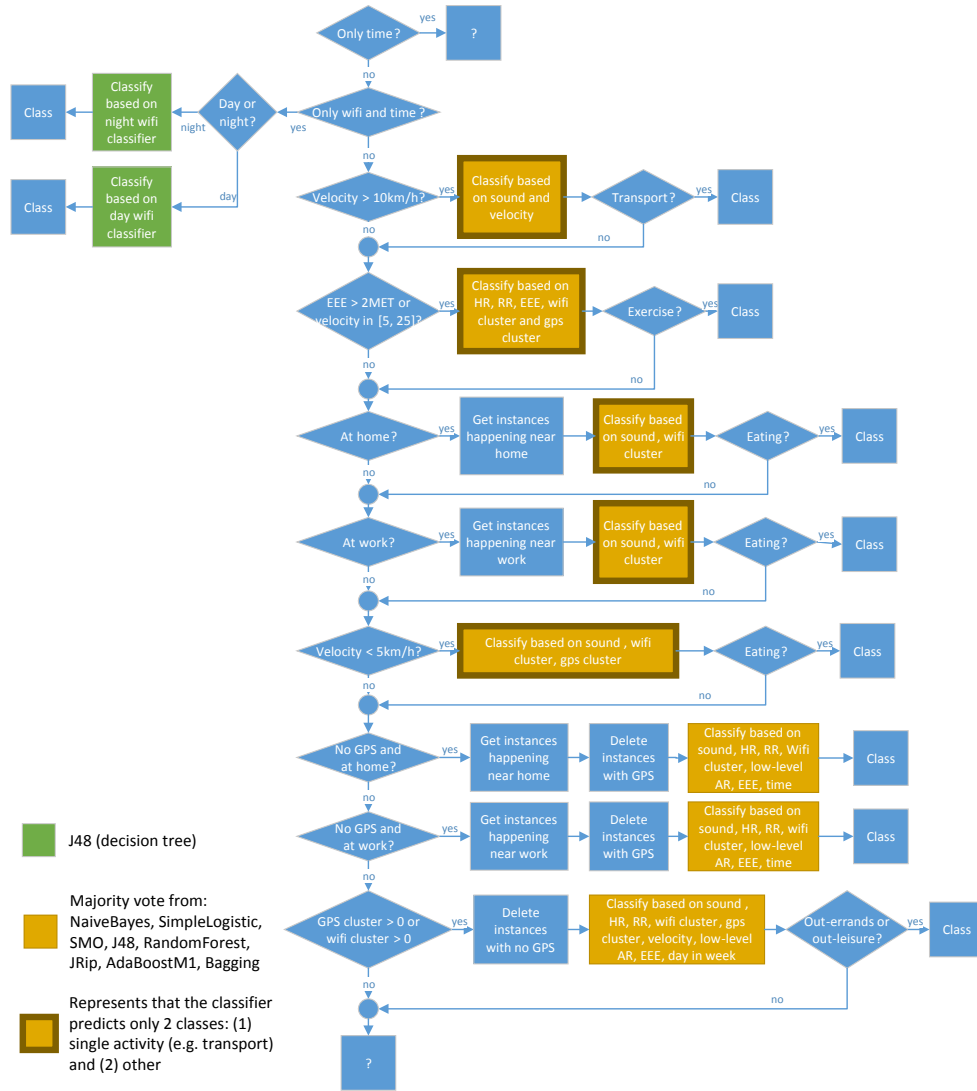 Only time?
yes
?
no
Only wifi and time?
yes
Day or
night?
night
Classify
based on
night wifi
classifier
Class
day
Classify
based on
day wifi
classifier
Class
no
Velocity > 10km/h?
yes
Classify based
on sound and
velocity
Transport?
yes
Class
no
no
EEE > 2MET or
velocity in [5, 25]?
yes
Classify based on
HR, RR, EEE, wifi
cluster and gps
cluster
Exercise?
yes
Class
no
no
At home?
yes
Get instances
happening near
home
Classify based
on sound, wifi
cluster
Eating?
yes
Class
no
no
At work?
yes
Get instances
happening near
work
Classify based
on sound, wifi
cluster
Eating?
yes
Class
no
no
Velocity < 5km/h?
yes
Classify based on sound , wifi
cluster, gps cluster
Eating?
yes
Class
no
no
No GPS and
at home?
yes
Get instances
happening
near home
Delete
instances
with GPS
Classify based on
sound, HR, RR, Wifi
cluster, low-level
AR, EEE, time
Class
no
No GPS and
at work?
yes
Get instances
happening
near work
Delete
instances
with GPS
Classify based on
sound, HR, RR, wifi
cluster, low-level
AR, EEE, time
Class
no
GPS cluster > 0 or
wifi cluster > 0
yes
Delete
instances
with no GPS
Classify based on sound ,
HR, RR, wifi cluster, gps
cluster, velocity, low-level
AR, EEE, day in week
Out-errands or
out-leisure?
yes
Class
no
no
?
J48 (decision tree)
Majority vote from:
NaiveBayes, SimpleLogistic,
SMO, J48, RandomForest,
JRip, AdaBoostM1, Bagging
Represents that the classifier
predicts only 2 classes: (1)
single activity (e.g. transport)
and (2) other